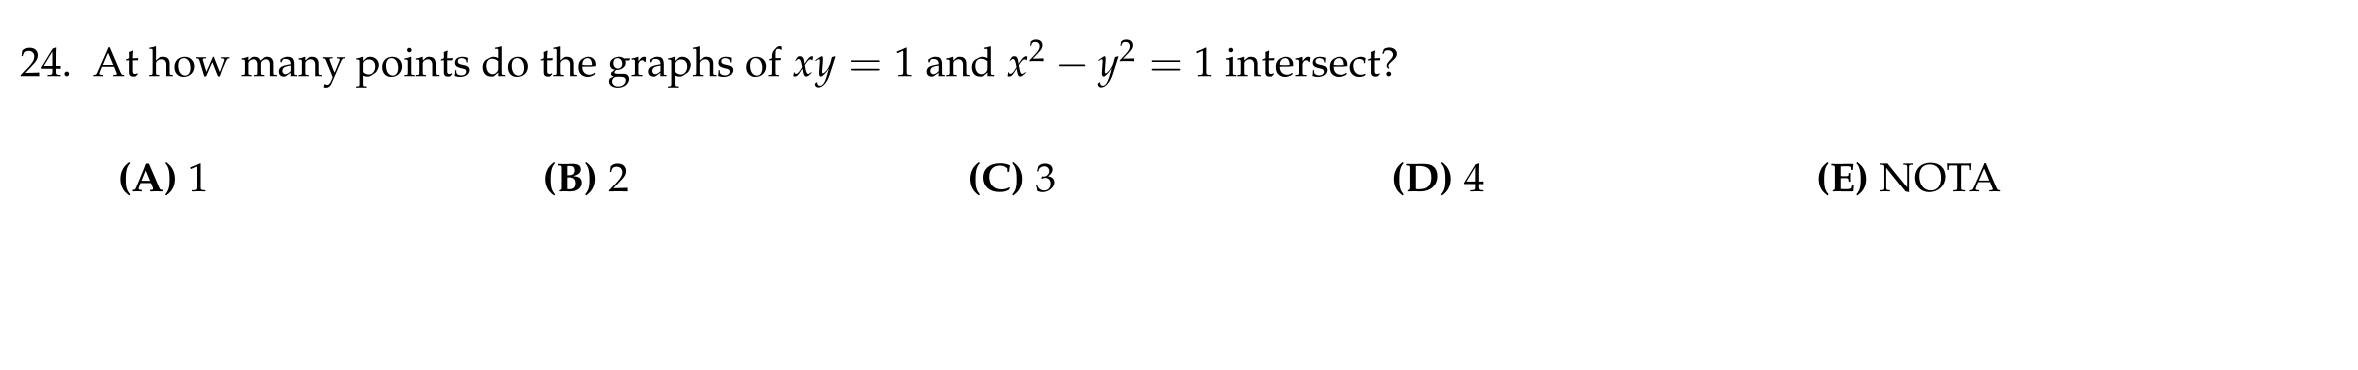 24. At how many points do the graphs of xy = 1 and x² − y² = 1 intersect?
(A) 1 (B) 2 (C) 3 (D) 4 (E) NOTA